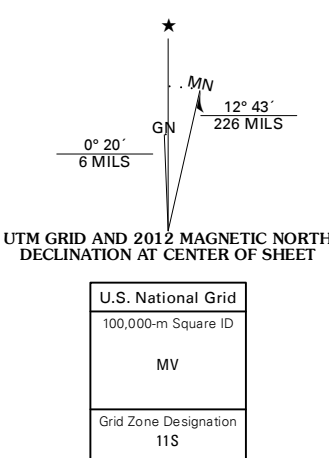 ★
MN
GN
12° 43´
226 MILS
0° 20´
6 MILS
UTM GRID AND 2012 MAGNETIC NORTH
DECLINATION AT CENTER OF SHEET
U.S. National Grid
100,000-m Square ID
MV
Grid Zone Designation
11S